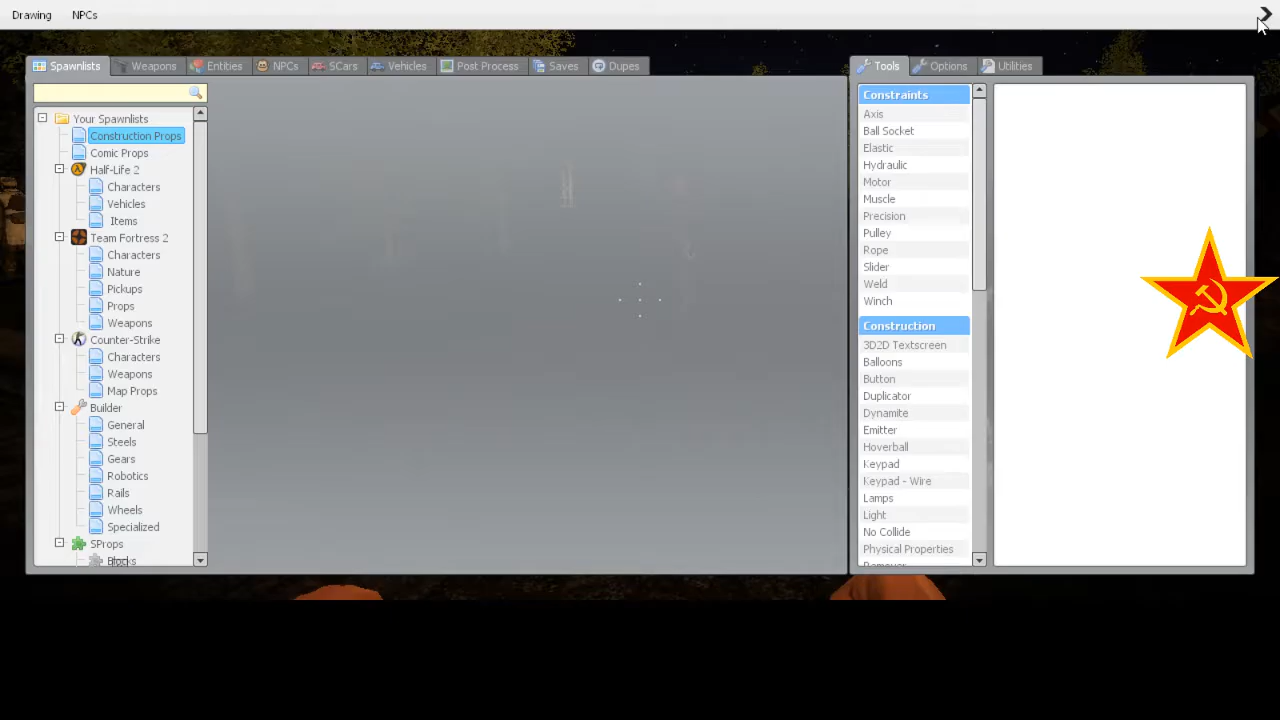 Drawing NPCs
Spawnlists Weapons Entities NPCs SCars Vehicles Post Process Saves Dupes
Your Spawnlists
Construction Props
Comic Props
Half-Life 2
Characters
Vehicles
Items
Team Fortress 2
Characters
Nature
Pickups
Props
Weapons
Counter-Strike
Characters
Weapons
Map Props
Builder
General
Steels
Gears
Robotics
Rails
Wheels
Specialized
SProps
Blocks
Tools Options Utilities
Constraints
Axis
Ball Socket
Elastic
Hydraulic
Motor
Muscle
Precision
Pulley
Rope
Slider
Weld
Winch
Construction
3D2D Textscreen
Balloons
Button
Duplicator
Dynamite
Emitter
Hoverball
Keypad
Keypad - Wire
Lamps
Light
No Collide
Physical Properties